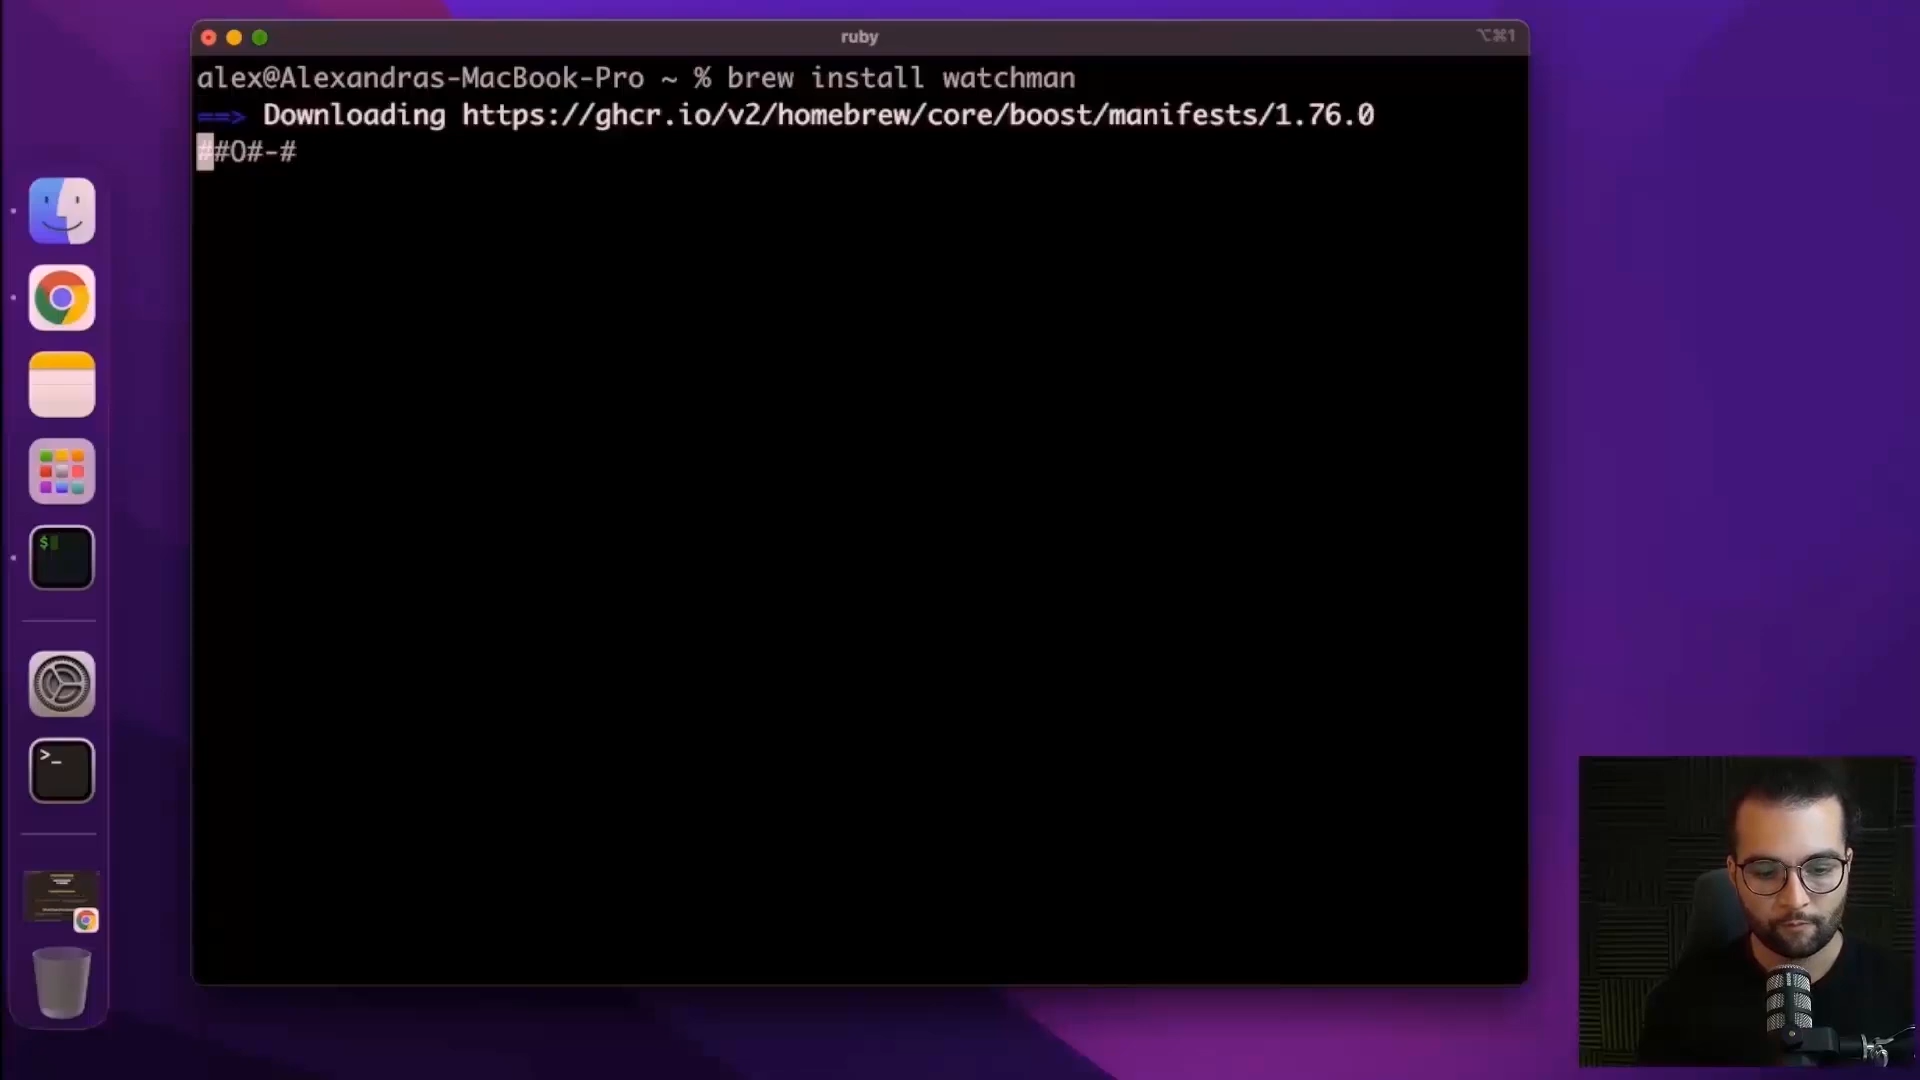 ruby
⌥⌘1
alex@Alexandras-MacBook-Pro ~ % brew install watchman
==> Downloading https://ghcr.io/v2/homebrew/core/boost/manifests/1.76.0
##O#-#
$
>_